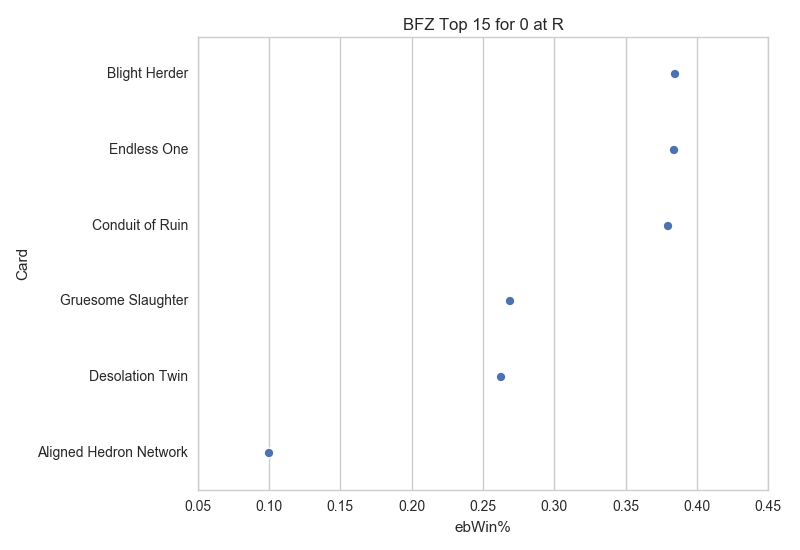 BFZ Top 15 for 0 at R
Blight Herder
Endless One
Conduit of Ruin
Card
Gruesome Slaughter
Desolation Twin
Aligned Hedron Network
0.05 0.10 0.15 0.20 0.25 0.30 0.35 0.40 0.45
ebWin%